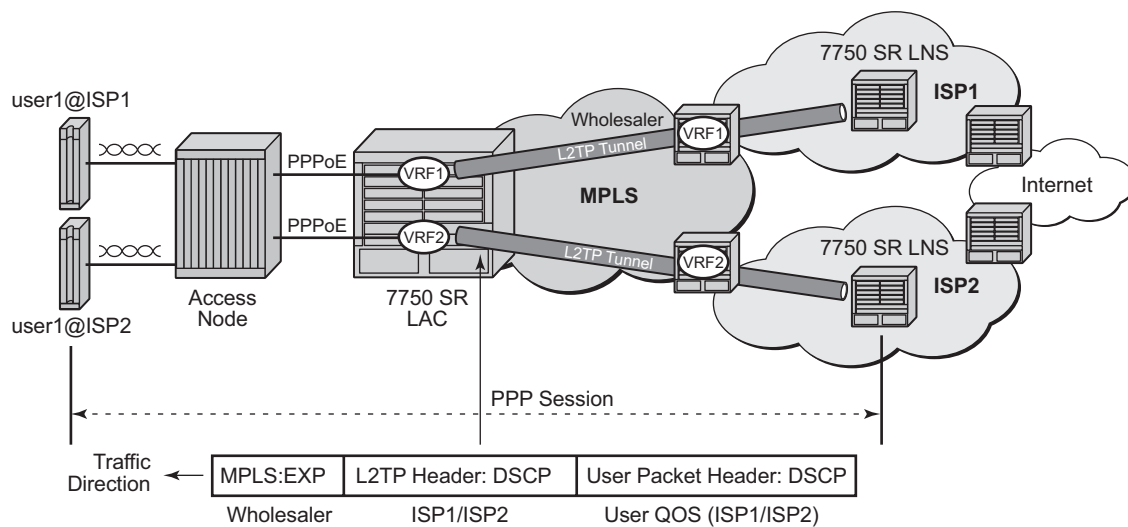 user1@ISP1
user1@ISP2
Access
Node
PPPoE
PPPoE
VRF1
VRF2
7750 SR
LAC
Wholesaler
L2TP Tunnel
MPLS
L2TP Tunnel
VRF1
VRF2
7750 SR LNS
ISP1
Internet
7750 SR LNS
ISP2
PPP Session
Traffic
Direction
MPLS:EXP
L2TP Header: DSCP
User Packet Header: DSCP
Wholesaler
ISP1/ISP2
User QOS (ISP1/ISP2)